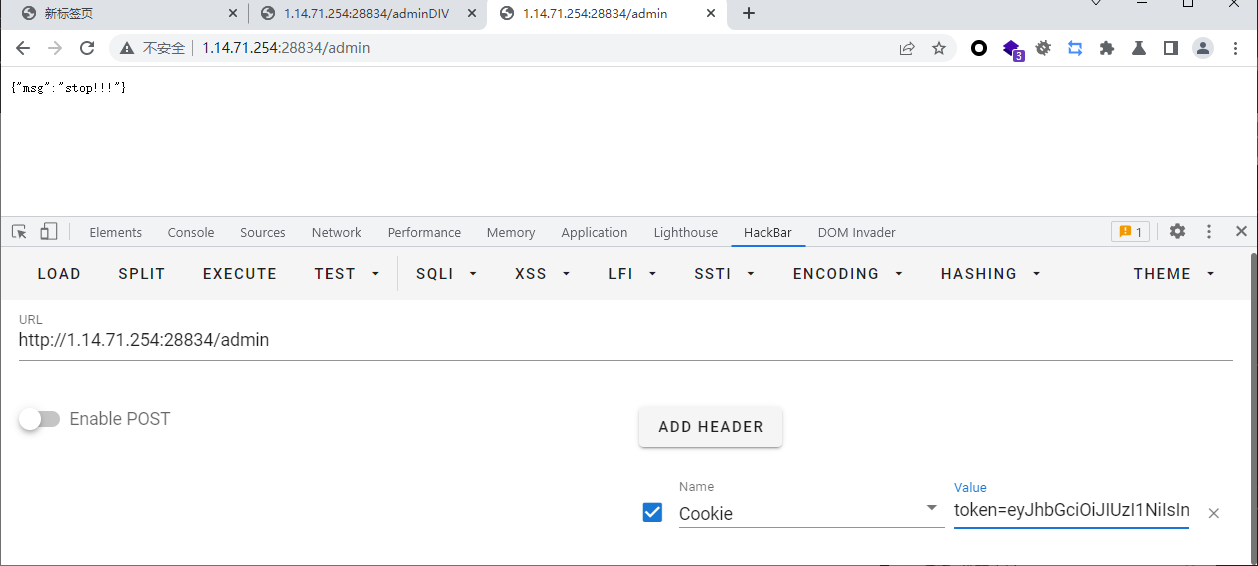 新标签页
1.14.71.254:28834/adminDIV
1.14.71.254:28834/admin
不安全
1.14.71.254:28834/admin
3
{"msg":"stop!!!"}
Elements
Console
Sources
Network
Performance
Memory
Application
Lighthouse
HackBar
DOM Invader
1
LOAD
SPLIT
EXECUTE
TEST
SQLI
XSS
LFI
SSTI
ENCODING
HASHING
THEME
URL
http://1.14.71.254:28834/admin
Enable POST
ADD HEADER
Name
Value
Cookie
token=eyJhbGciOiJIUzI1NiIsIn